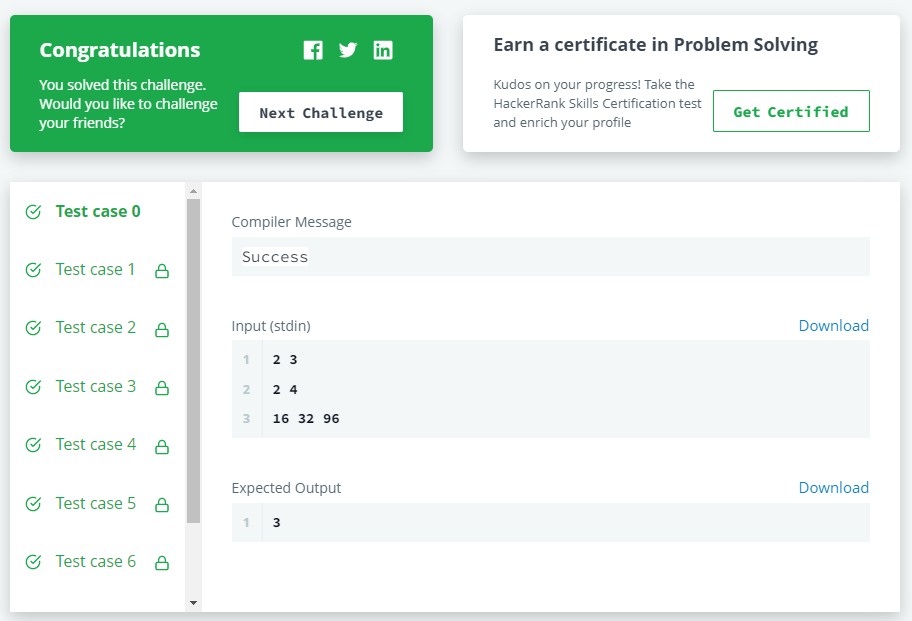 Congratulations
You solved this challenge.
Would you like to challenge
your friends?
Next Challenge
Earn a certificate in Problem Solving
Kudos on your progress! Take the
HackerRank Skills Certification test
and enrich your profile
Get Certified
Test case 0
Test case 1
Test case 2
Test case 3
Test case 4
Test case 5
Test case 6
Compiler Message
Success
Input (stdin)
Download
1 2 3
2 2 4
3 16 32 96
Expected Output
Download
1 3